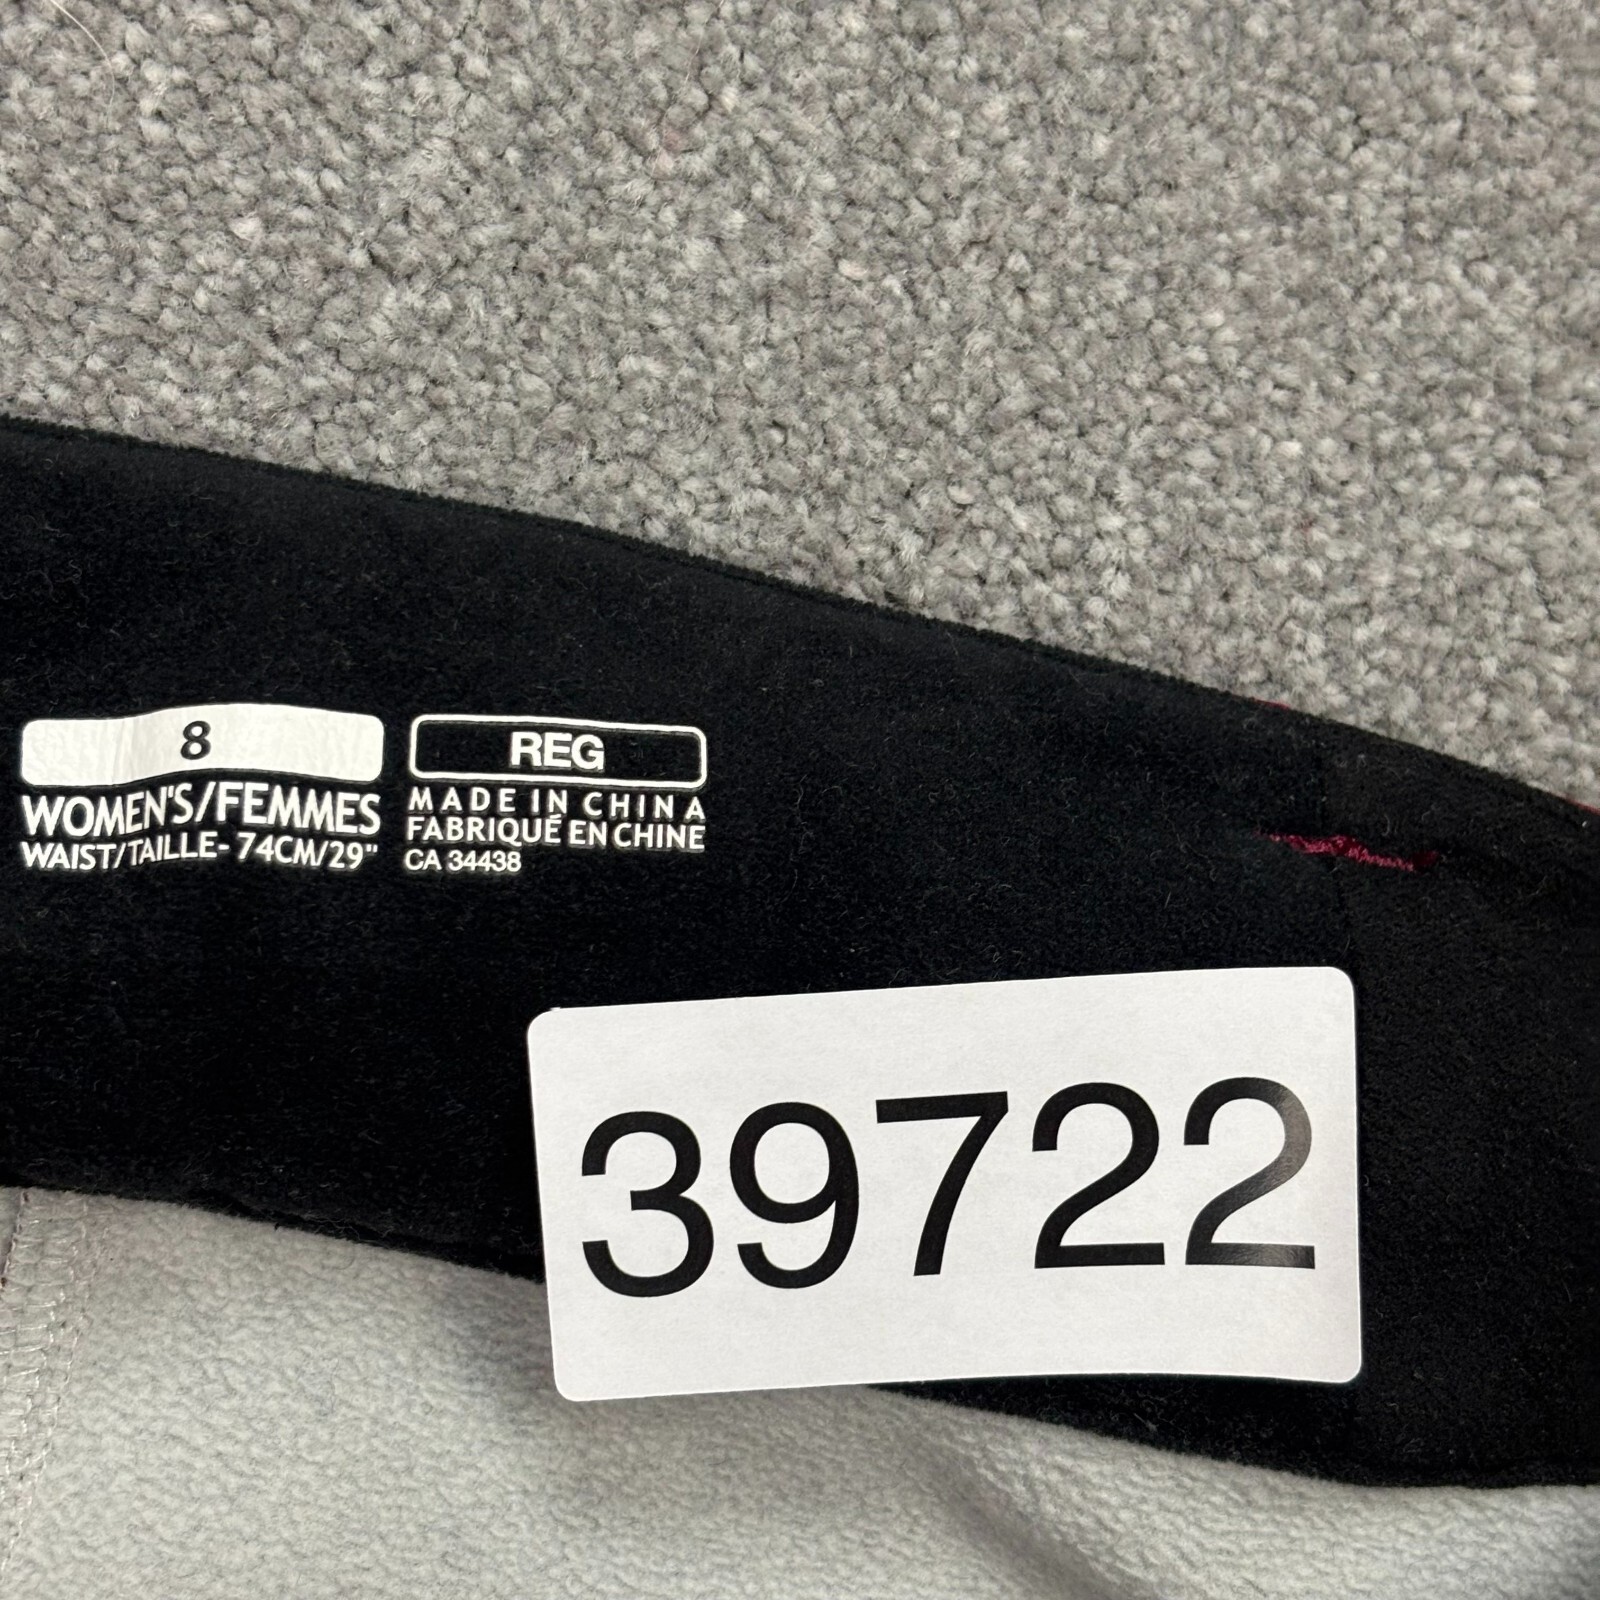 8
WOMEN'S/FEMMES
WAIST/TAILLE- 74CM/29"
REG
MADE IN CHINA
FABRIQUÉ EN CHINE
CA 34438
39722